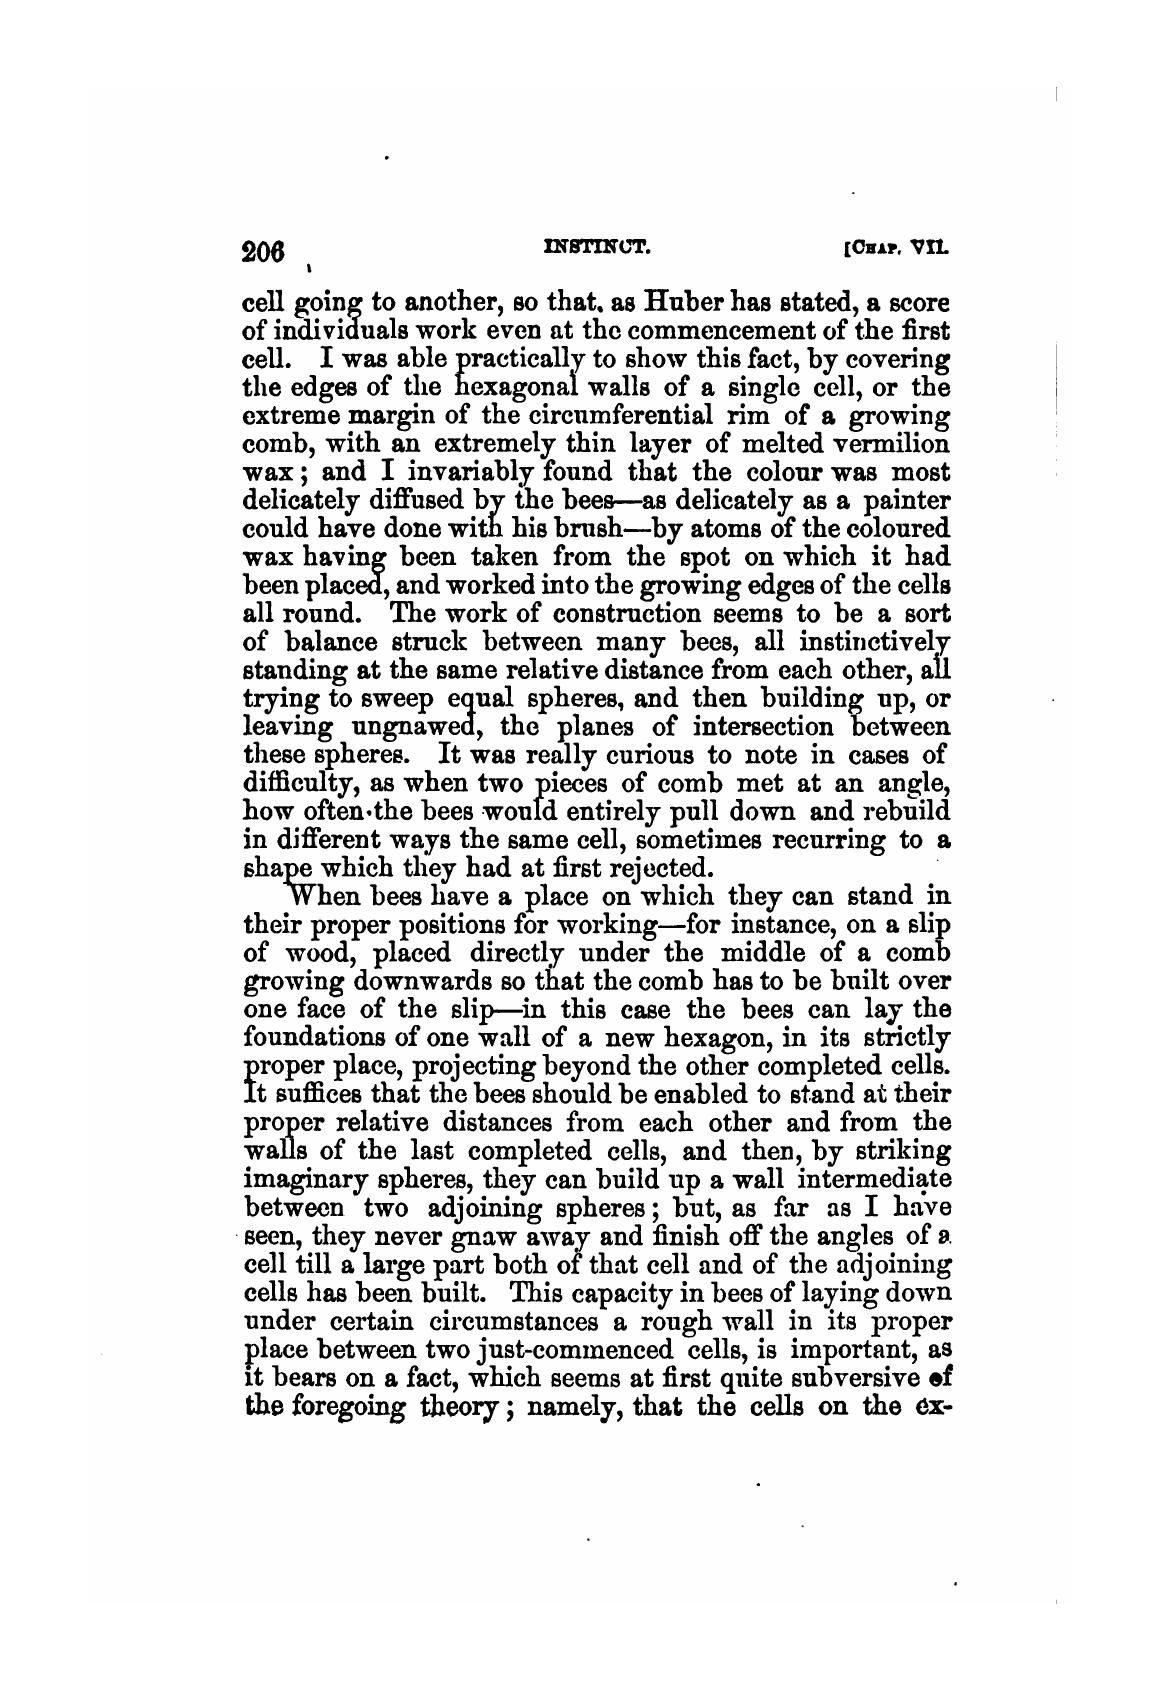 206 INSTINCT. [CHAP. VII.
cell going to another, so that, as Huber has stated, a score
of individuals work even at the commencement of the first
cell. I was able practically to show this fact, by covering
the edges of the hexagonal walls of a single cell, or the
extreme margin of the circumferential rim of a growing
comb, with an extremely thin layer of melted vermilion
wax; and I invariably found that the colour was most
delicately diffused by the bees—as delicately as a painter
could have done with his brush—by atoms of the coloured
wax having been taken from the spot on which it had
been placed, and worked into the growing edges of the cells
all round. The work of construction seems to be a sort
of balance struck between many bees, all instinctively
standing at the same relative distance from each other, all
trying to sweep equal spheres, and then building up, or
leaving ungnawed, the planes of intersection between
these spheres. It was really curious to note in cases of
difficulty, as when two pieces of comb met at an angle,
how often the bees would entirely pull down and rebuild
in different ways the same cell, sometimes recurring to a
shape which they had at first rejected.
When bees have a place on which they can stand in
their proper positions for working—for instance, on a slip
of wood, placed directly under the middle of a comb
growing downwards so that the comb has to be built over
one face of the slip—in this case the bees can lay the
foundations of one wall of a new hexagon, in its strictly
proper place, projecting beyond the other completed cells.
It suffices that the bees should be enabled to stand at their
proper relative distances from each other and from the
walls of the last completed cells, and then, by striking
imaginary spheres, they can build up a wall intermediate
between two adjoining spheres; but, as far as I have
seen, they never gnaw away and finish off the angles of a
cell till a large part both of that cell and of the adjoining
cells has been built. This capacity in bees of laying down
under certain circumstances a rough wall in its proper
place between two just-commenced cells, is important, as
it bears on a fact, which seems at first quite subversive of
the foregoing theory; namely, that the cells on the ex-